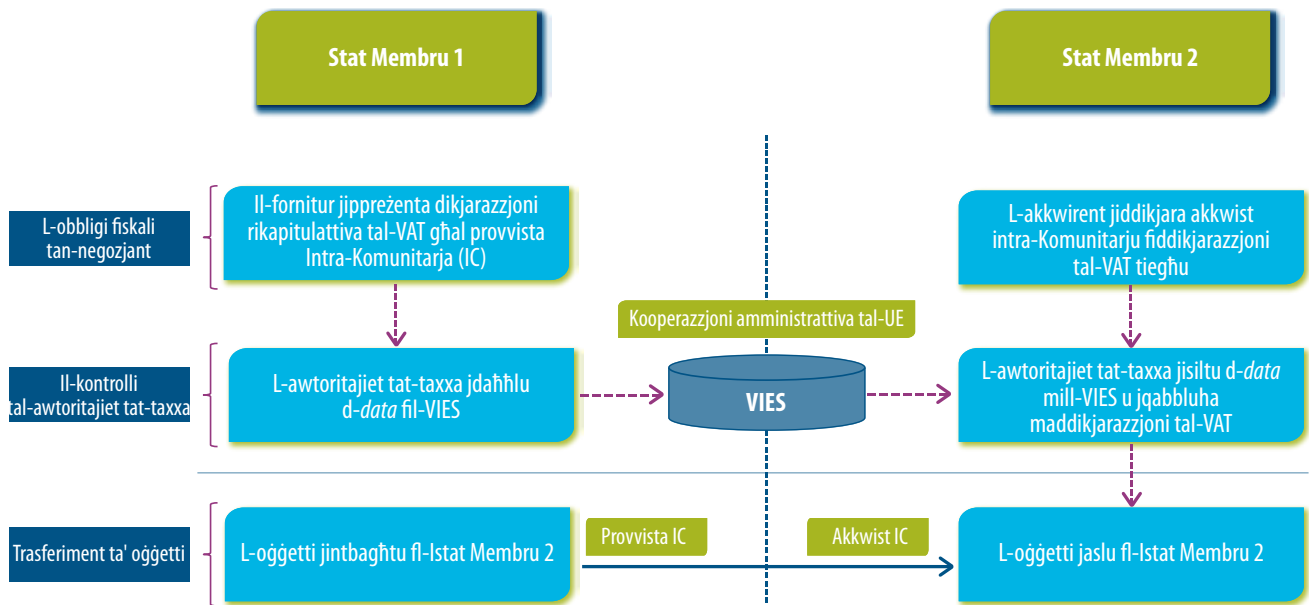 Stat Membru 1
Stat Membru 2
L-obbligi fiskali
tan-negozjant
Il-fornitur jippreżenta dikjarazzjoni
rikapitulattiva tal-VAT għal provvista
Intra-Komunitarja (IC)
L-akkwirent jiddikjara akkwist
intra-Komunitarju fiddikjarazzjoni
tal-VAT tiegħu
Kooperazzjoni amministrattiva tal-UE
Il-kontrolli
tal-awtoritajiet tat-taxxa
L-awtoritajiet tat-taxxa jdaħħlu
d-data fil-VIES
VIES
L-awtoritajiet tat-taxxa jisiltu d-data
mill-VIES u jqabbluha
maddikjarazzjoni tal-VAT
Trasferiment ta' oġġetti
L-oġġetti jintbagħtu fl-Istat Membru 2
Provvista IC
Akkwist IC
L-oġġetti jaslu fl-Istat Membru 2